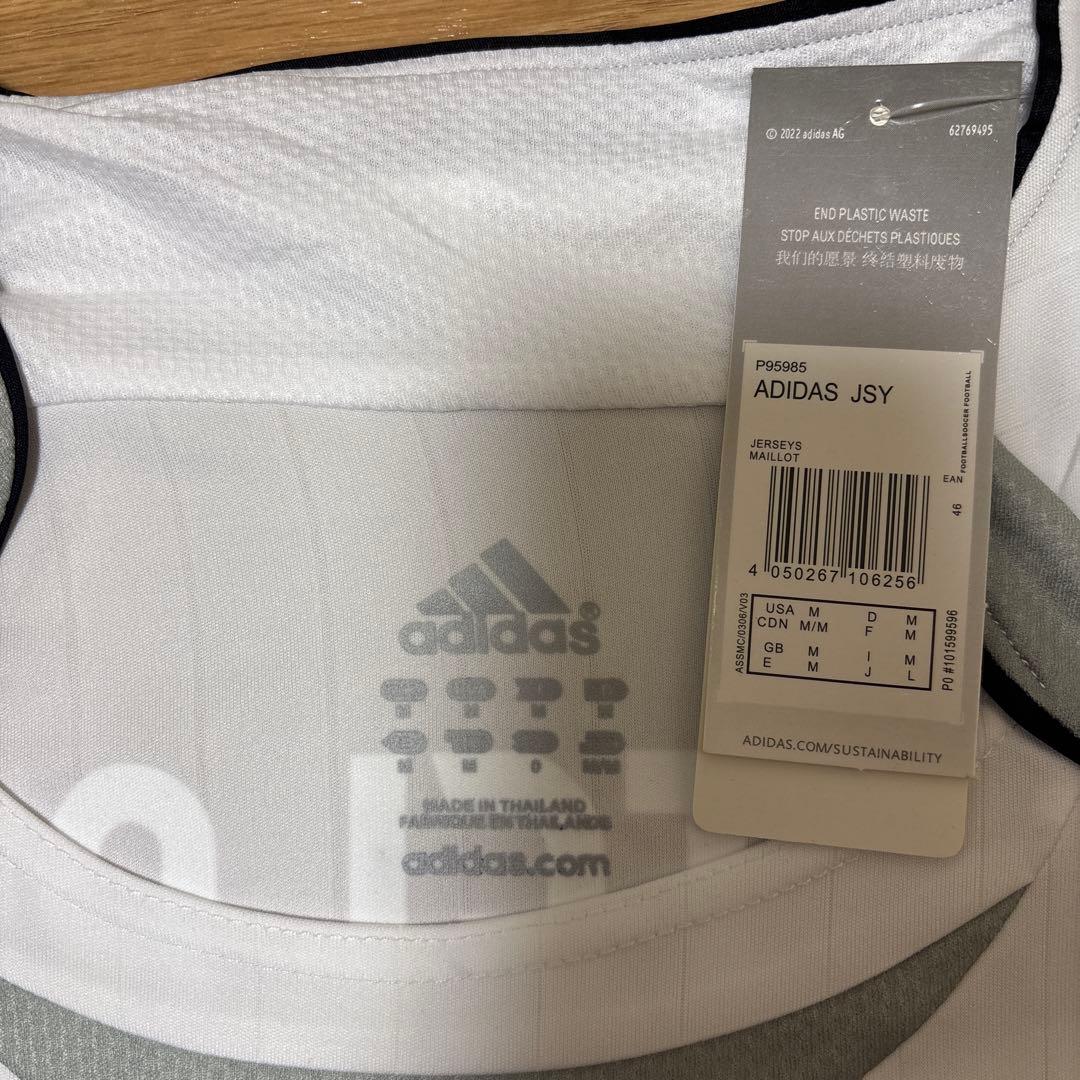 © 2022 adidas AG 62769495
END PLASTIC WASTE
STOP AUX DÉCHETS PLASTIQUES
我们的愿景 终结塑料废物
P95985
ADIDAS JSY
JERSEYS
MAILLOT
FOOTBALL/SOCCER FOOTBALL
EAN
46
4 050267 106256
ASSMC/0306/V03
USA M D M
CDN M/M F M
GB M I M
E M J L
PO #101599596
ADIDAS.COM/SUSTAINABILITY
adidas®
M M M M
M M O M/M
MADE IN THAILAND
FABRIQUE EN THAILANDE
adidas.com